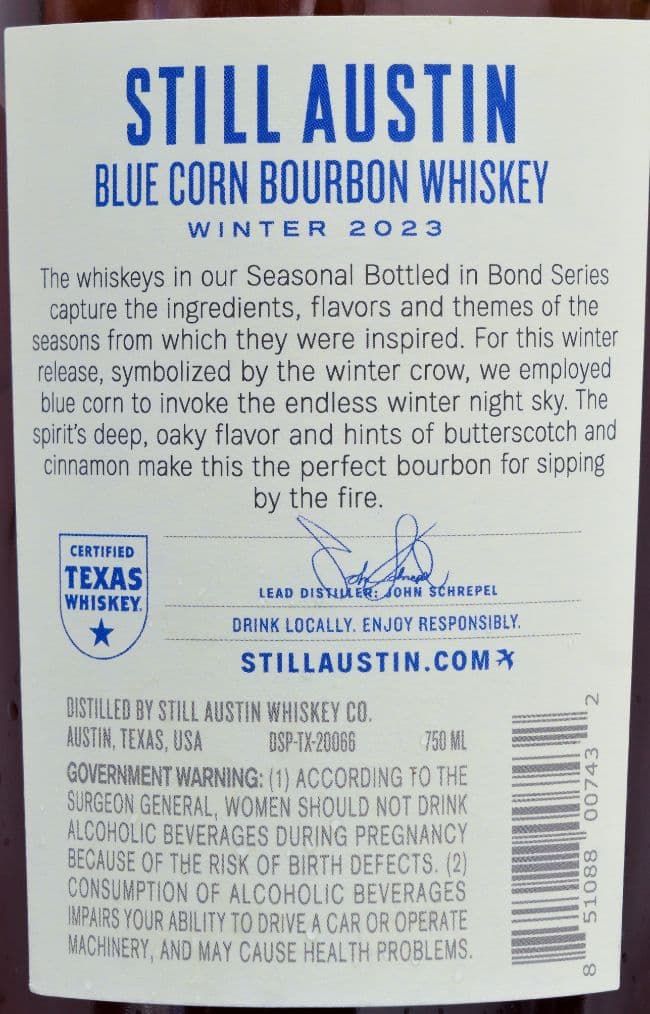 STILL AUSTIN
BLUE CORN BOURBON WHISKEY
WINTER 2023
The whiskeys in our Seasonal Bottled in Bond Series
capture the ingredients, flavors and themes of the
seasons from which they were inspired. For this winter
release, symbolized by the winter crow, we employed
blue corn to invoke the endless winter night sky. The
spirit's deep, oaky flavor and hints of butterscotch and
cinnamon make this the perfect bourbon for sipping
by the fire.
CERTIFIED
TEXAS
WHISKEY.
LEAD DISTILLER: JOHN SCHREPEL
DRINK LOCALLY. ENJOY RESPONSIBLY.
STILLAUSTIN.COM
DISTILLED BY STILL AUSTIN WHISKEY CO.
AUSTIN, TEXAS, USA DSP-TX-20066 750 ML
GOVERNMENT WARNING: (1) ACCORDING TO THE
SURGEON GENERAL, WOMEN SHOULD NOT DRINK
ALCOHOLIC BEVERAGES DURING PREGNANCY
BECAUSE OF THE RISK OF BIRTH DEFECTS. (2)
CONSUMPTION OF ALCOHOLIC BEVERAGES
IMPAIRS YOUR ABILITY TO DRIVE A CAR OR OPERATE
MACHINERY, AND MAY CAUSE HEALTH PROBLEMS.
8 51088 00743 2